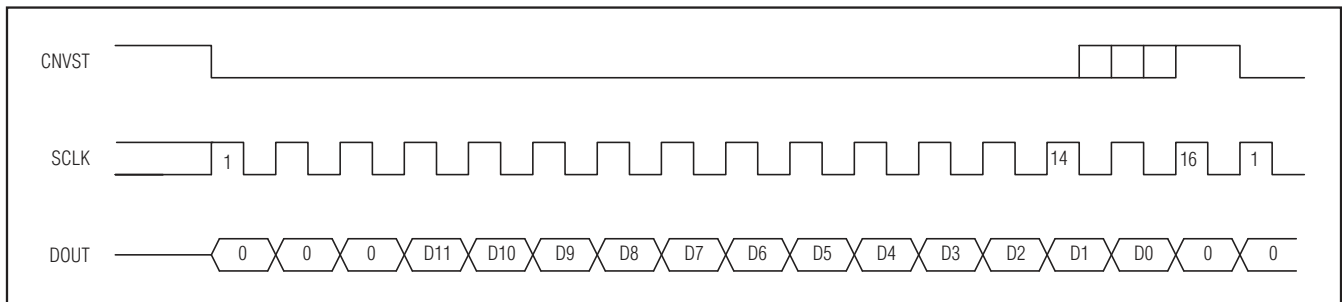 CNVST
SCLK 1 14 16 1
DOUT 0 0 0 D11 D10 D9 D8 D7 D6 D5 D4 D3 D2 D1 D0 0 0